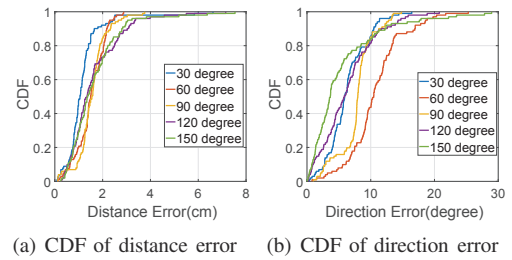 1
0.8
0.6
0.4
0.2
0
CDF
30 degree
60 degree
90 degree
120 degree
150 degree
0 2 4 6 8
Distance Error(cm)
(a) CDF of distance error
1
0.8
0.6
0.4
0.2
0
CDF
30 degree
60 degree
90 degree
120 degree
150 degree
0 10 20 30
Direction Error(degree)
(b) CDF of direction error